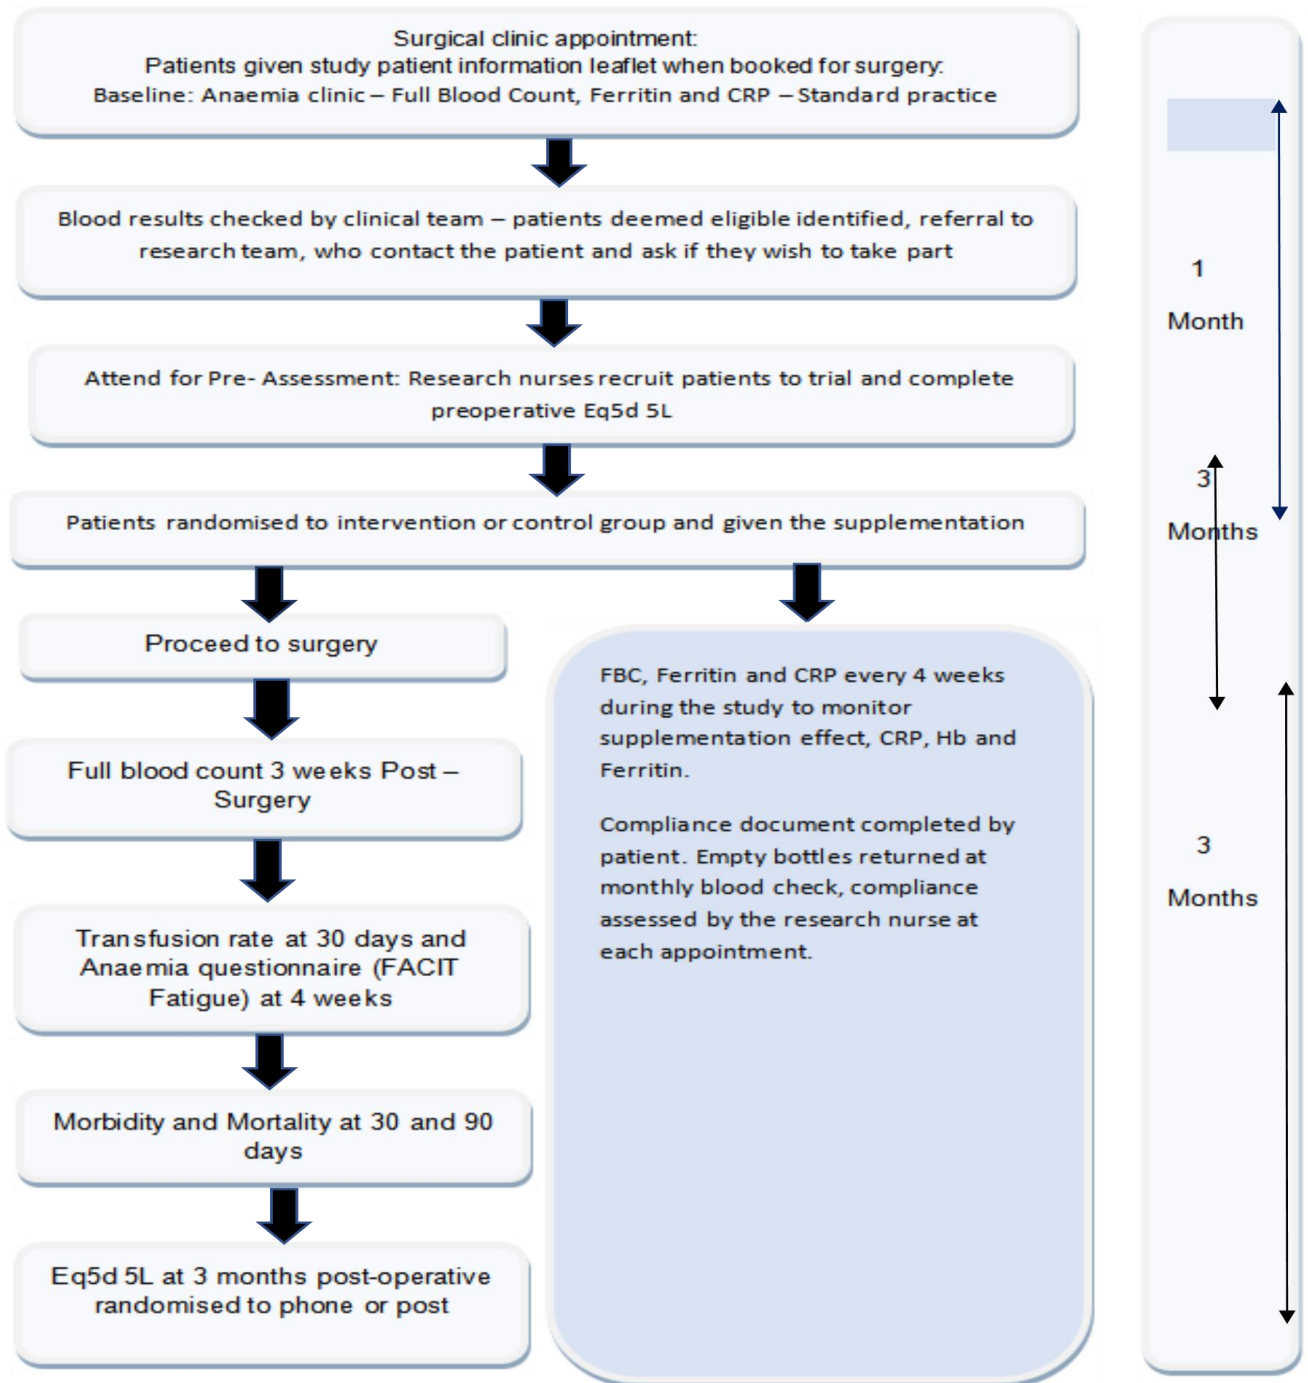 Surgical clinic appointment:
Patients given study patient information leaflet when booked for surgery:
Baseline: Anaemia clinic – Full Blood Count, Ferritin and CRP – Standard practice
Blood results checked by clinical team – patients deemed eligible identified, referral to
research team, who contact the patient and ask if they wish to take part
Attend for Pre- Assessment: Research nurses recruit patients to trial and complete
preoperative Eq5d 5L
Patients randomised to intervention or control group and given the supplementation
Proceed to surgery
Full blood count 3 weeks Post –
Surgery
Transfusion rate at 30 days and
Anaemia questionnaire (FACIT
Fatigue) at 4 weeks
Morbidity and Mortality at 30 and 90
days
Eq5d 5L at 3 months post-operative
randomised to phone or post
FBC, Ferritin and CRP every 4 weeks
during the study to monitor
supplementation effect, CRP, Hb and
Ferritin.
Compliance document completed by
patient. Empty bottles returned at
monthly blood check, compliance
assessed by the research nurse at
each appointment.
1
Month
3
Months
3
Months